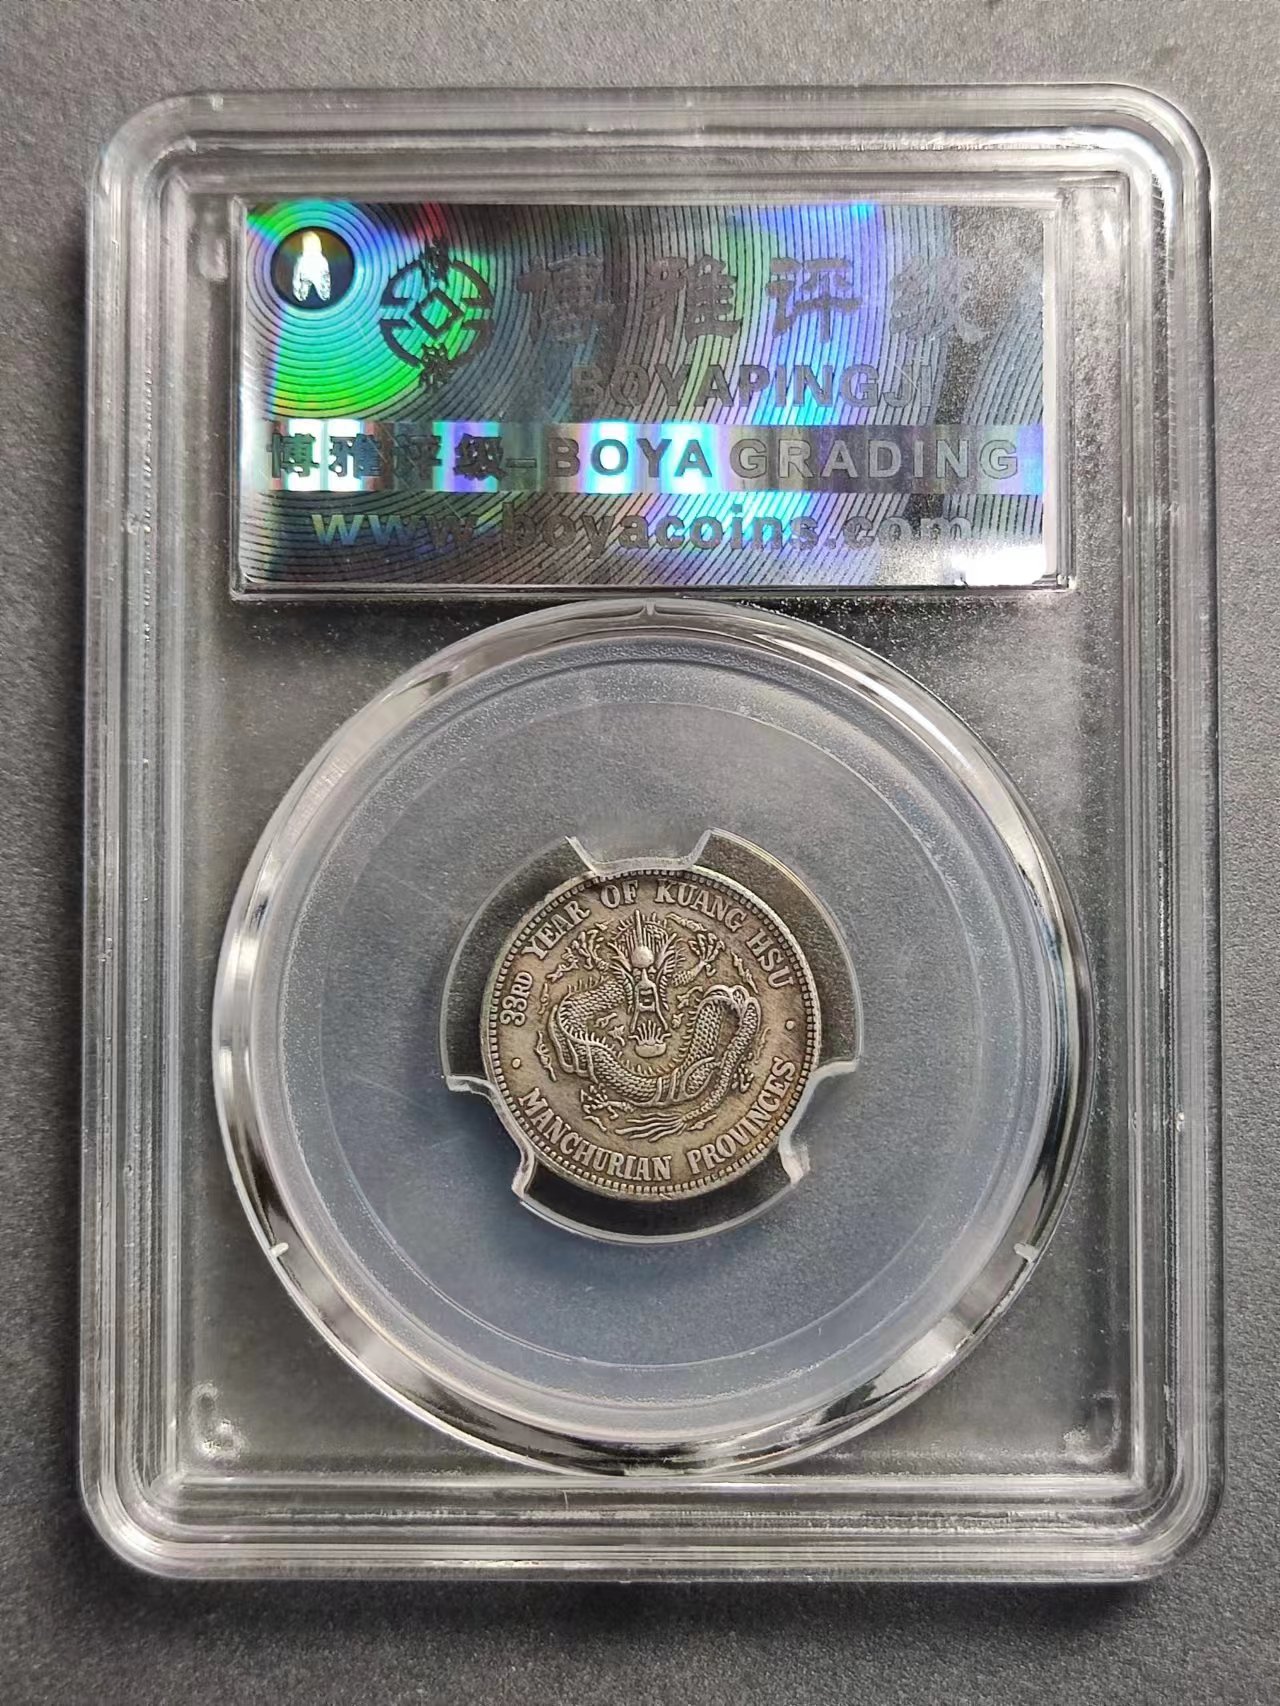 博雅评级
BOYAPINGJI
博雅评级-BOYA GRADING
www.boyacoins.com
33RD YEAR OF KUANG HSU
· MANCHURIAN PROVINCES ·